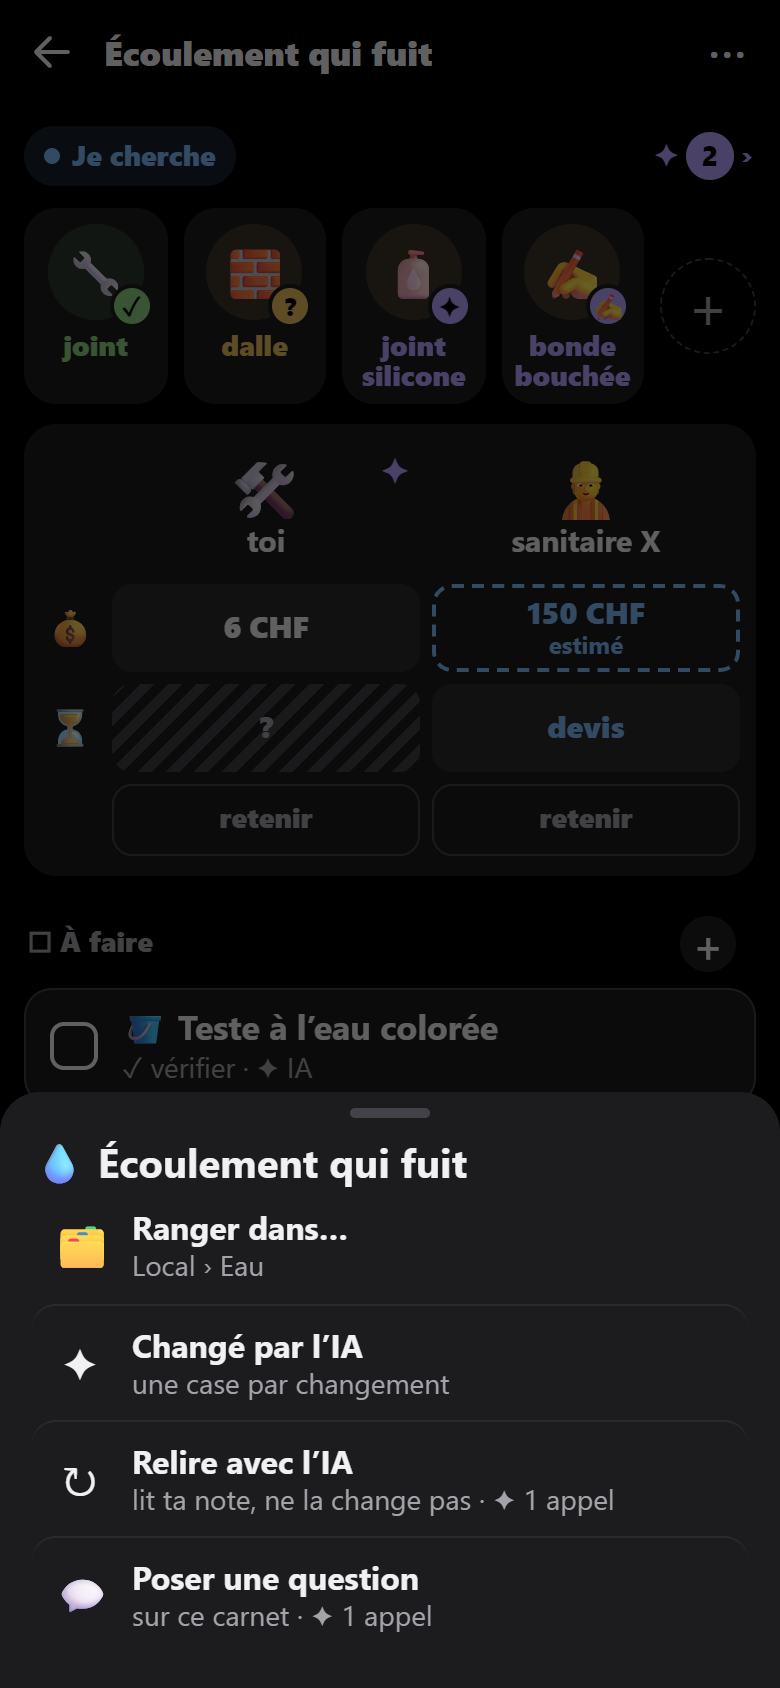 Écoulement qui fuit
Je cherche
2
joint
dalle
joint silicone
bonde bouchée
toi
sanitaire X
6 CHF
150 CHF
estimé
?
devis
retenir
retenir
À faire
Teste à l’eau colorée
✓ vérifier · ✦ IA
Écoulement qui fuit
Ranger dans…
Local › Eau
Changé par l’IA
une case par changement
Relire avec l’IA
lit ta note, ne la change pas · ✦ 1 appel
Poser une question
sur ce carnet · ✦ 1 appel